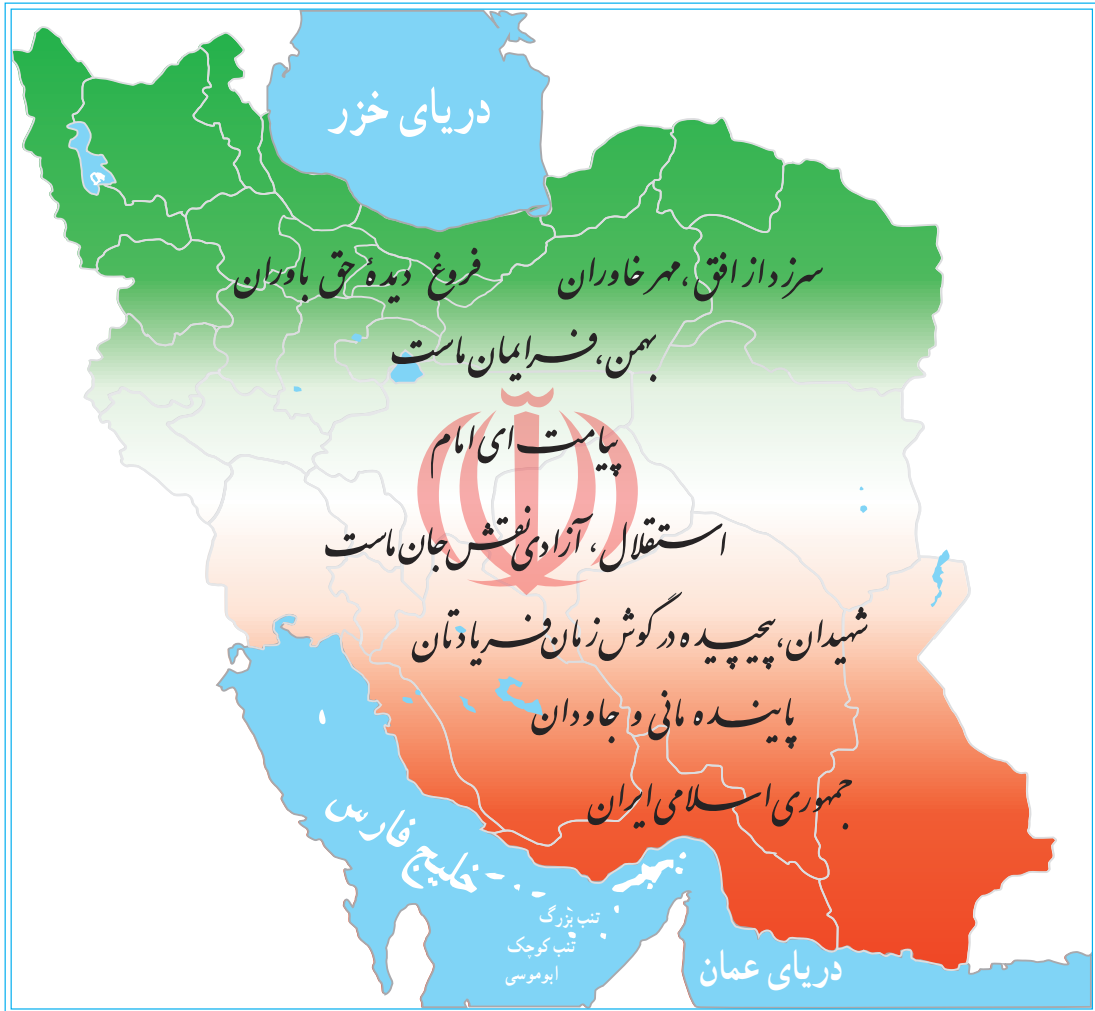 دریای خزر
سرزد از افق، مهر خاوران فروغ دیدهٔ حق باوران
بهمن، فر ایمان ماست
پیامت ای امام
استقلال، آزادی نقش جان ماست
شهیدان، پیچیده در گوش زمان فریادتان
پاینده مانی و جاودان
جمهوری اسلامی ایران
خلیج فارس
تنب بزرگ
تنب کوچک
ابوموسی
دریای عمان